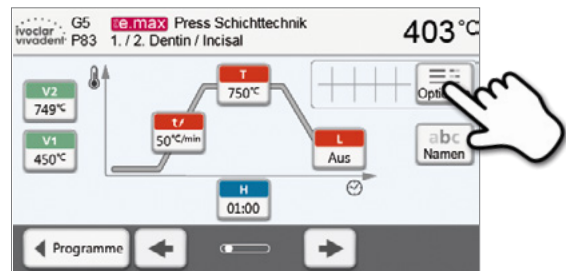 ivoclar vivadent G5 IPS e.max Press Schichttechnik 403°C
P83 1. / 2. Dentin / Incisal
V2
749°C
V1
450°C
t↗
50°C/min
T
750°C
H
01:00
L
Aus
abc
Namen
Programme